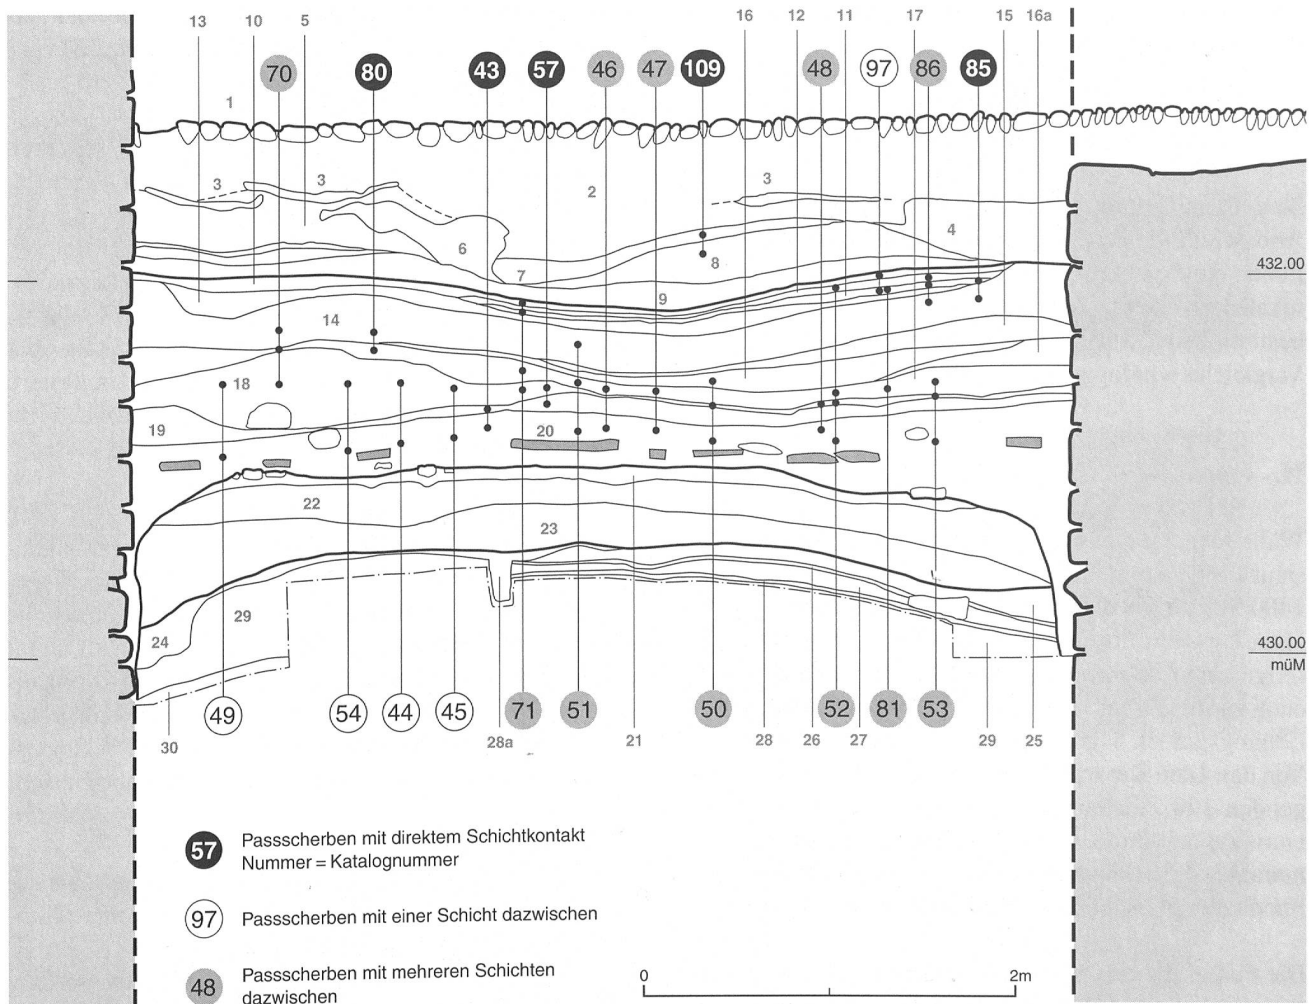 13 10 5 16 12 11 17 15 16a
70 80 43 57 46 47 109 48 97 86 85
1
3 3 2 3
6 4
8
7
432.00
9
14
18
19 20
22
23
29
24
430.00
müM
49 54 44 45 71 51 50 52 81 53
30 28a 21 28 26 27 29 25
57 Passscherben mit direktem Schichtkontakt
Nummer = Katalognummer
97 Passscherben mit einer Schicht dazwischen
48 Passscherben mit mehreren Schichten
dazwischen
0 2m